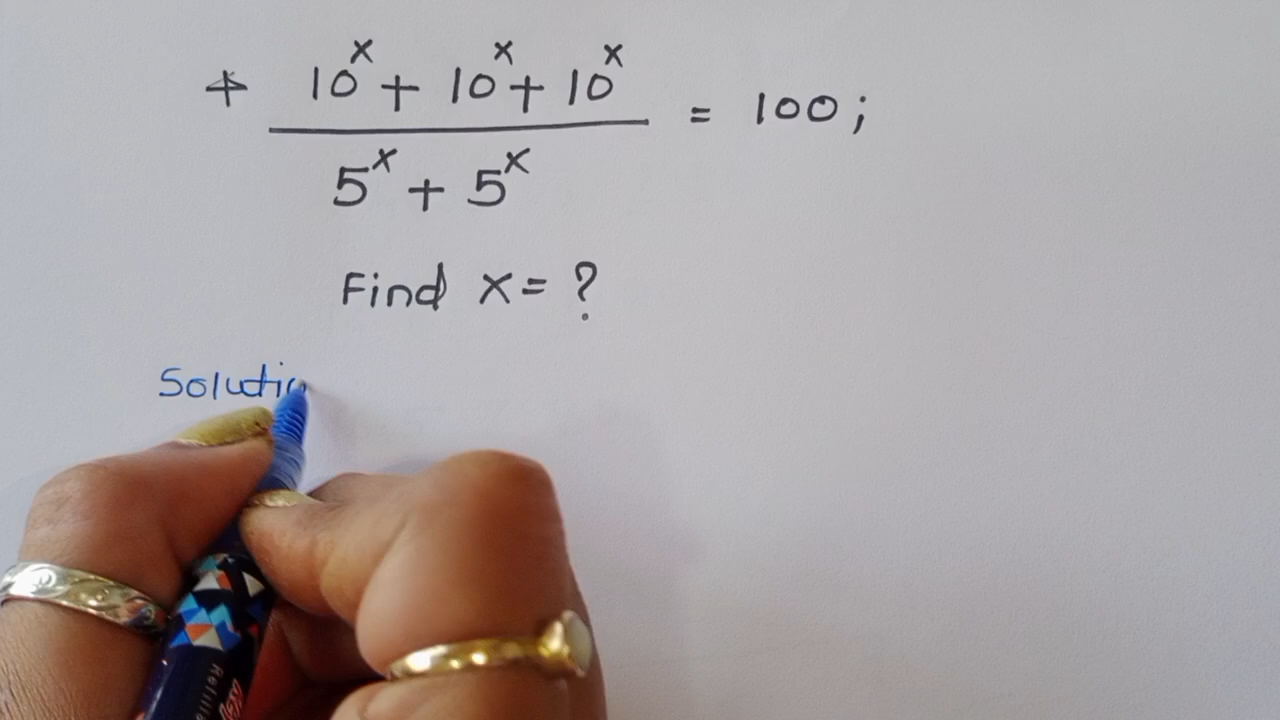 10^x + 10^x + 10^x / 5^x + 5^x = 100;
Find x = ?
Solutio